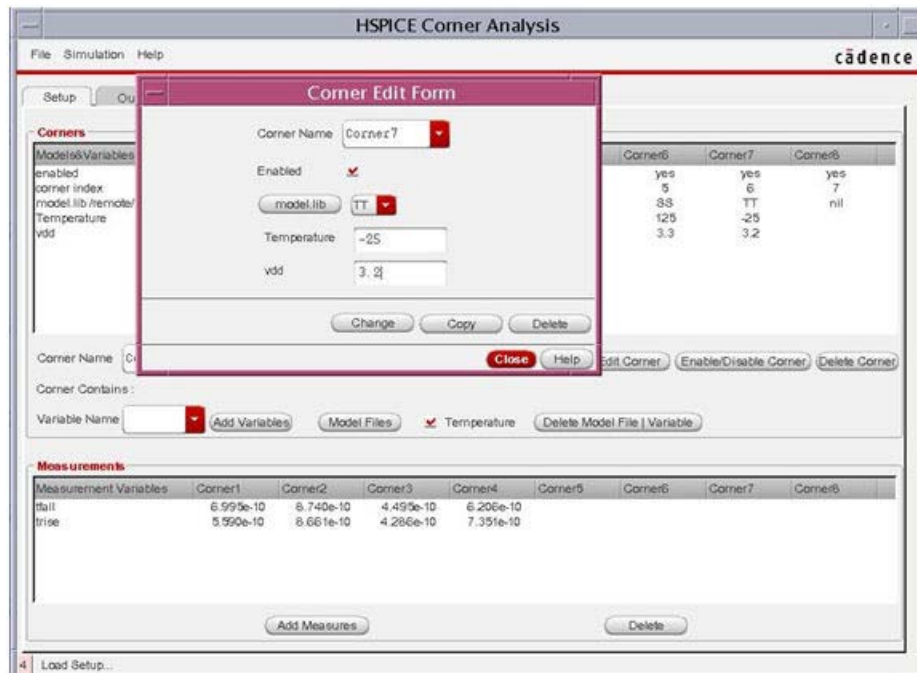 HSPICE Corner Analysis
File Simulation Help
cādence
Setup Ou
Corner Edit Form
Corners
Corner Name Corner7
Models&Variables Corner6 Corner7 Corner8
enabled yes yes yes
Enabled
corner index 5 6 7
model.lib /remote/ SS TT nil
model.lib TT
Temperature 125 -25
vdd 3.3 3.2
Temperature -25
vdd 3.2
Change Copy Delete
Close Help
Corner Name Co Edit Corner Enable/Disable Corner Delete Corner
Corner Contains :
Variable Name Add Variables Model Files Temperature Delete Model File | Variable
Measurements
Measurement Variables Corner1 Corner2 Corner3 Corner4 Corner5 Corner6 Corner7 Corner8
tfall 6.995e-10 8.740e-10 4.495e-10 6.206e-10
trise 5.590e-10 8.661e-10 4.286e-10 7.351e-10
Add Measures Delete
4 Load Setup...